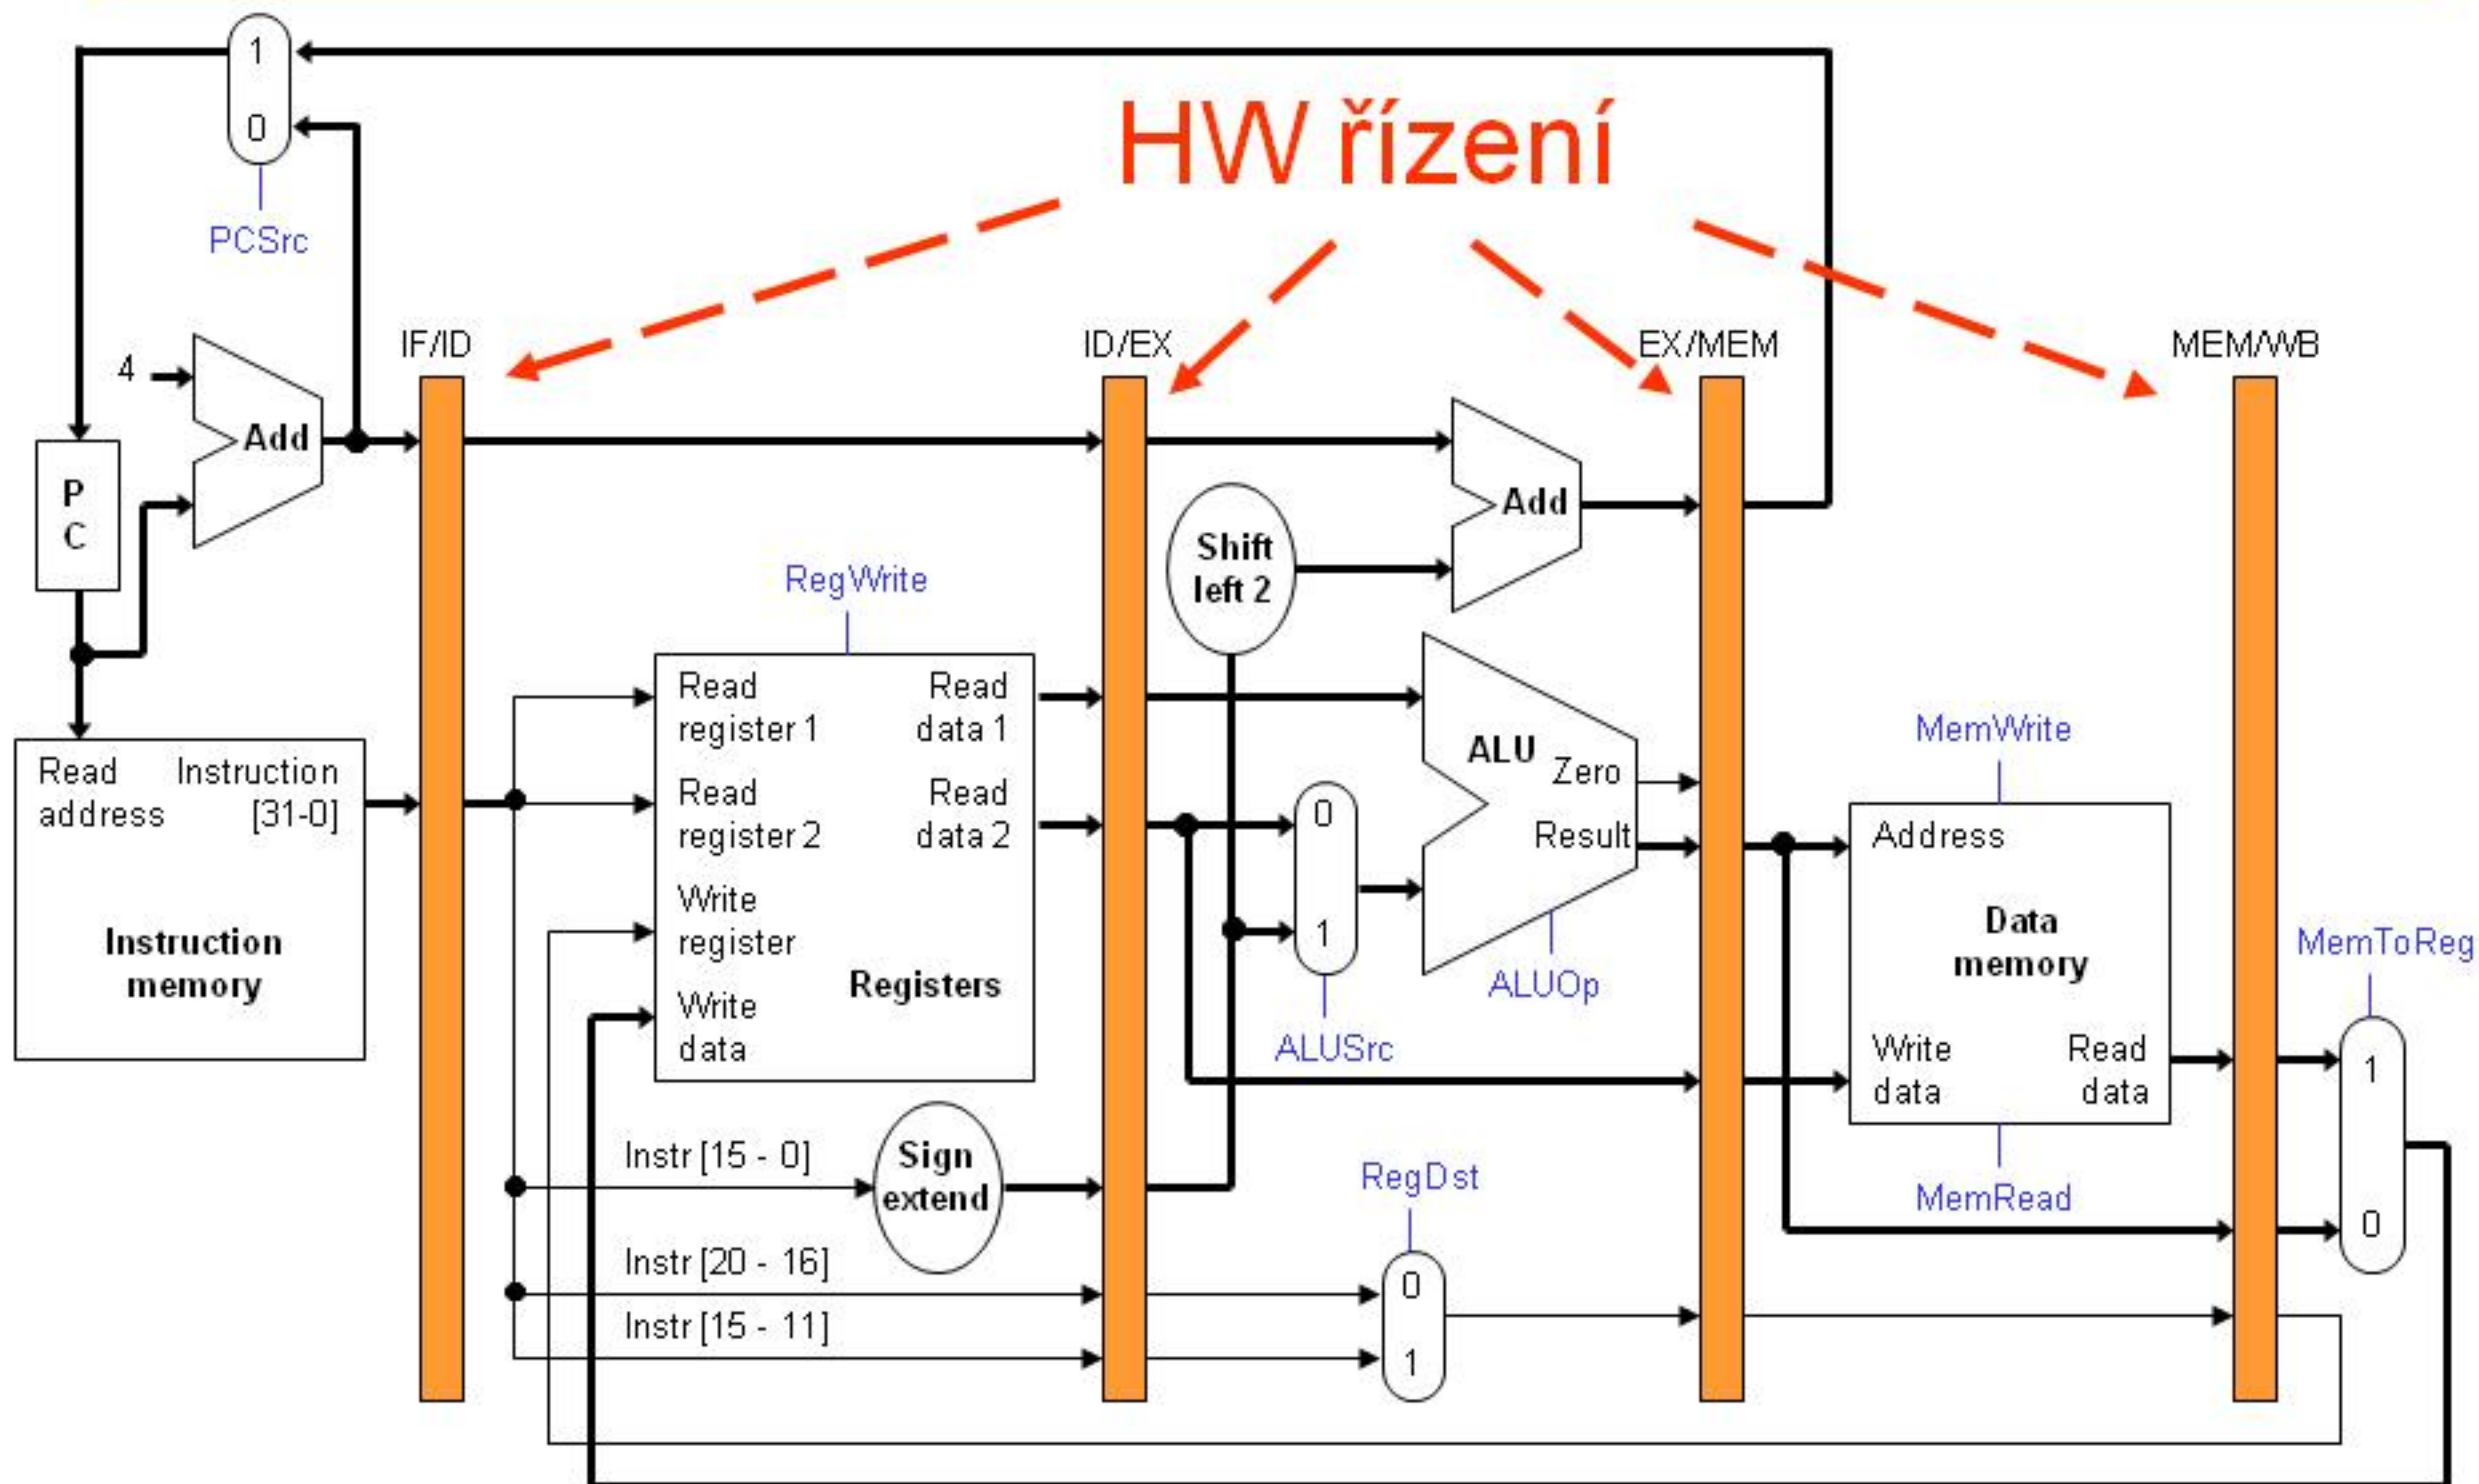 1
0
PCSrc
HW řízení
4
Add
P
C
IF/ID
ID/EX
EX/MEM
MEM/WB
Add
Shift
left 2
RegWrite
Read
address
Instruction
[31-0]
Instruction
memory
Read
register 1
Read
data 1
Read
register 2
Read
data 2
Write
register
Registers
Write
data
ALU
Zero
Result
0
1
ALUSrc
ALUOp
MemWrite
Address
Data
memory
Write
data
Read
data
MemRead
MemToReg
1
0
Instr [15 - 0]
Sign
extend
Instr [20 - 16]
Instr [15 - 11]
RegDst
0
1